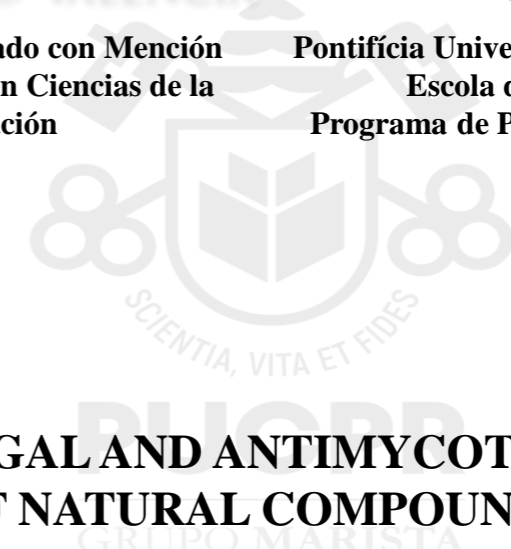 ado con Mención Pontifícia Unive
n Ciencias de la Escola d
ción Programa de P
SCIENTIA, VITA ET FIDES
PUCPR
GAL AND ANTIMYCOT
F NATURAL COMPOUN
GRUPO MARISTA